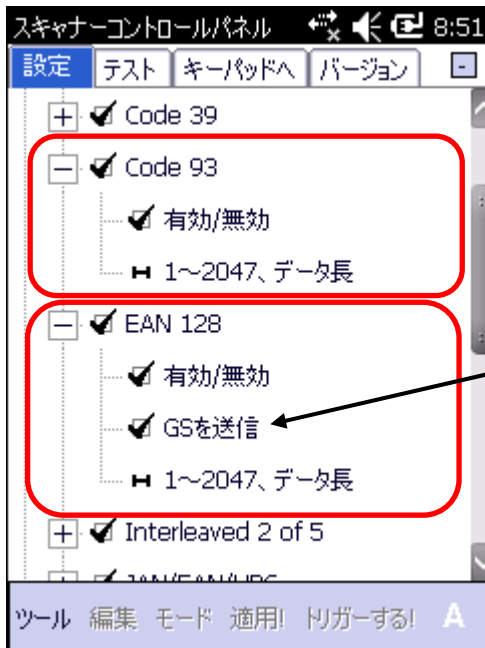 スキャナーコントロールパネル 8:51
設定 テスト キーパッドへ バージョン -
Code 39
Code 93
有効/無効
1～2047、データ長
EAN 128
有効/無効
GSを送信
1～2047、データ長
Interleaved 2 of 5
JAN/EAN/UPC
ツール 編集 モード 適用! トリガーする! A